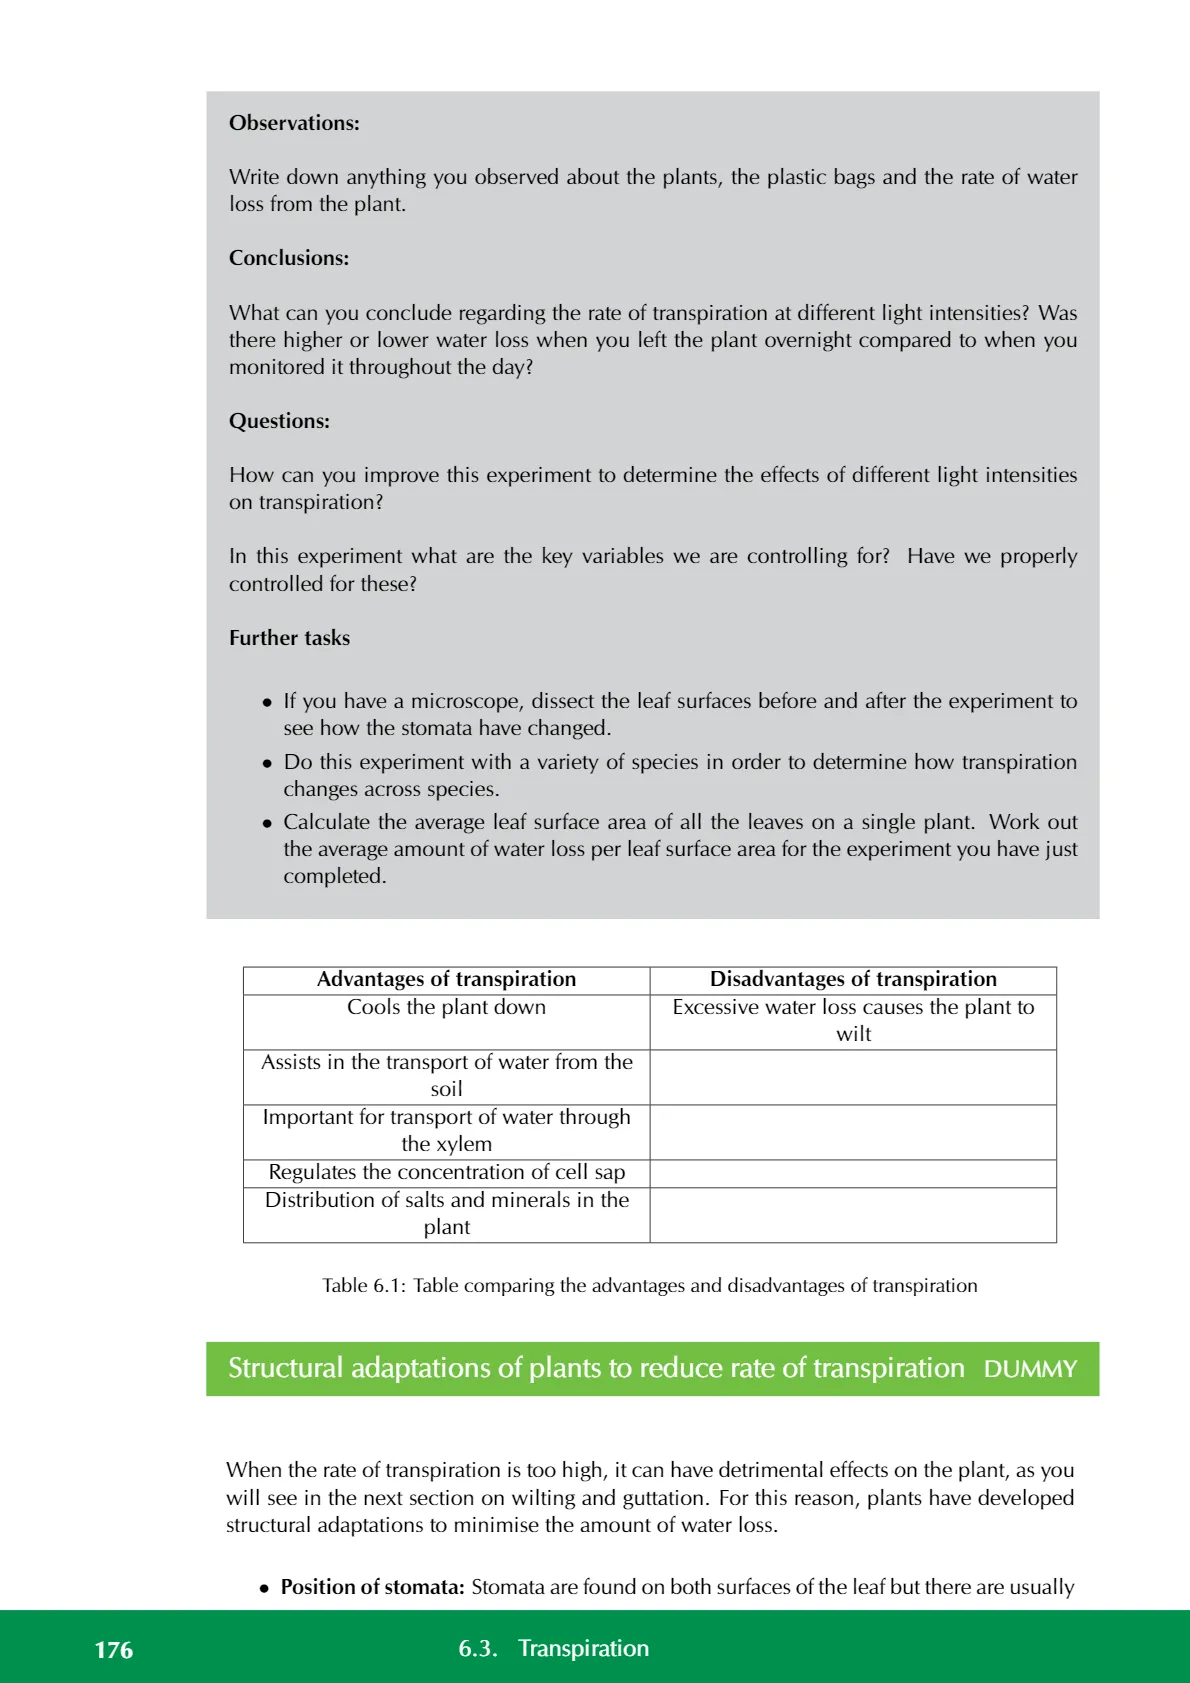 Observations:
Write down anything you observed about the plants, the plastic bags and the rate of water
loss from the plant.
Conclusions:
What can you conclude regarding the rate of transpiration at different light intensities? Was
there higher or lower water loss when you left the plant overnight compared to when you
monitored it throughout the day?
Questions:
How can you improve this experiment to determine the effects of different light intensities
on transpiration?
In this experiment what are the key variables we are controlling for? Have we properly
controlled for these?
Further tasks
• If you have a microscope, dissect the leaf surfaces before and after the experiment to
see how the stomata have changed.
• Do this experiment with a variety of species in order to determine how transpiration
changes across species.
• Calculate the average leaf surface area of all the leaves on a single plant. Work out
the average amount of water loss per leaf surface area for the experiment you have just
completed.
Advantages of transpiration
Disadvantages of transpiration
Cools the plant down
Excessive water loss causes the plant to
wilt
Assists in the transport of water from the
soil
Important for transport of water through
the xylem
Regulates the concentration of cell sap
Distribution of salts and minerals in the
plant
Table 6.1: Table comparing the advantages and disadvantages of transpiration
Structural adaptations of plants to reduce rate of transpiration DUMMY
When the rate of transpiration is too high, it can have detrimental effects on the plant, as you
will see in the next section on wilting and guttation. For this reason, plants have developed
structural adaptations to minimise the amount of water loss.
• Position of stomata: Stomata are found on both surfaces of the leaf but there are usually
176
6.3. Transpiration